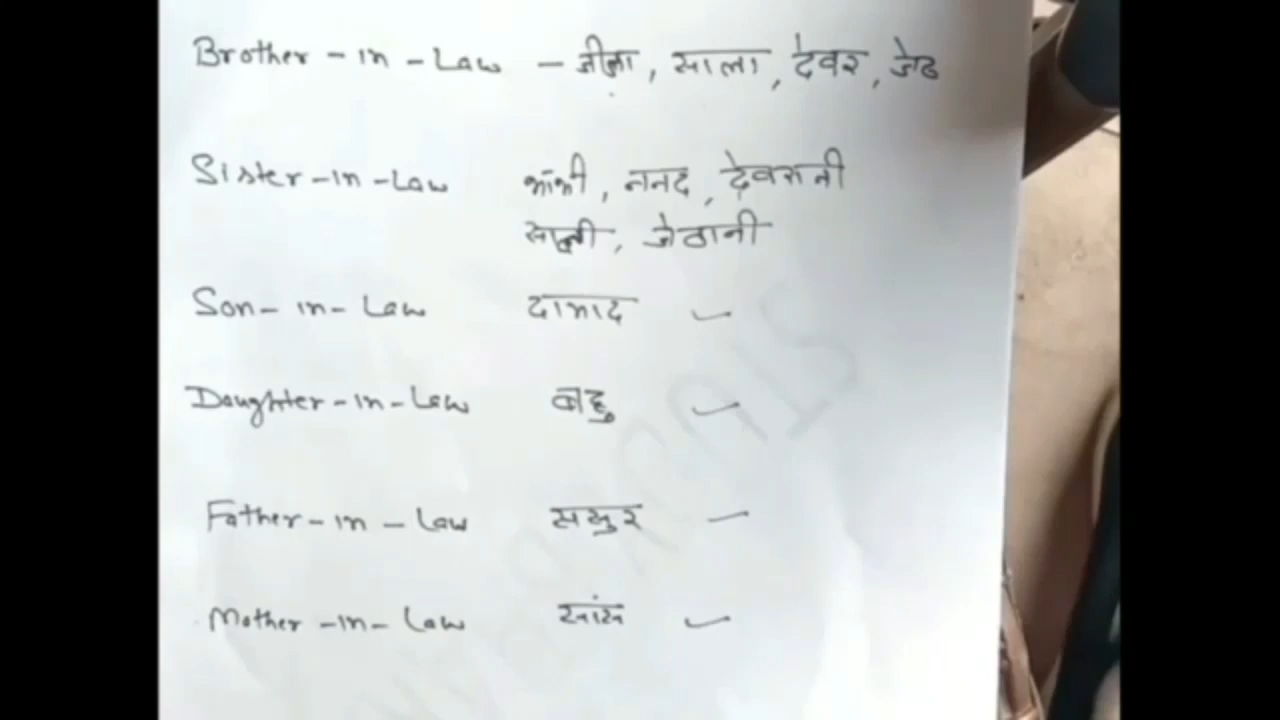 Brother-in-Law - जीजा, साला, देवर, जेठ
Sister-in-Law भाभी, ननद, देवरानी
साली, जेठानी
Son-in-Law दामाद
Daughter-in-Law बहु
Father-in-Law ससुर
Mother-in-Law सांस